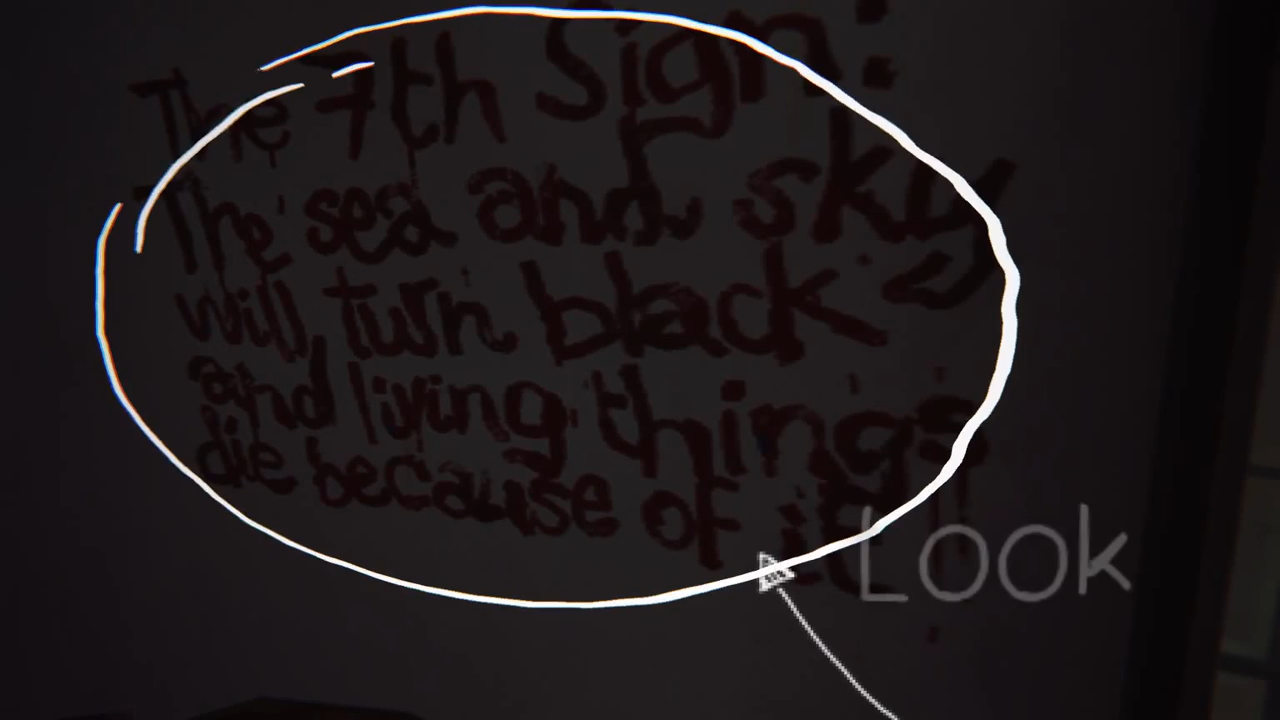 The 7th Sign:
The sea and sky
will turn black
and living things
die because of it
Look